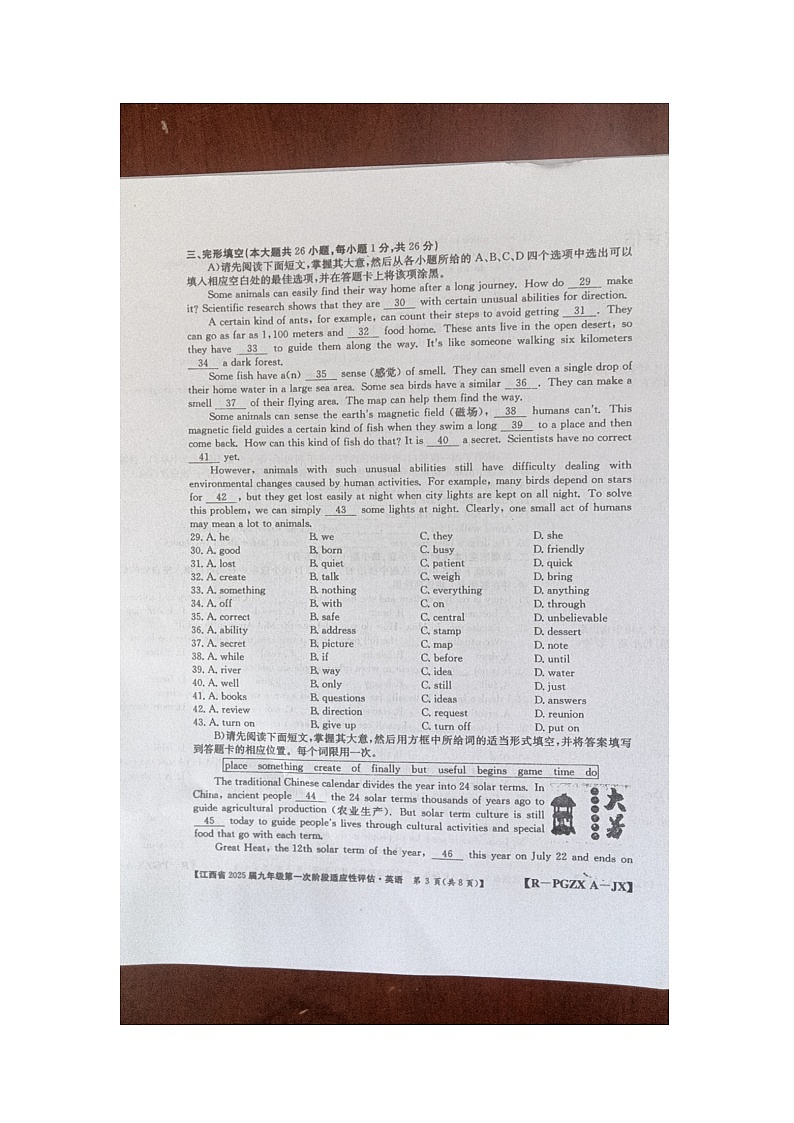 三、完形填空(本大题共 26 小题,每小题 1 分,共 26 分)
A)请先阅读下面短文,掌握其大意,然后从各小题所给的 A、B、C、D 四个选项中选出可以
填入相应空白处的最佳选项,并在答题卡上将该项涂黑。
Some animals can easily find their way home after a long journey. How do 29 make
it? Scientific research shows that they are 30 with certain unusual abilities for direction.
A certain kind of ants, for example, can count their steps to avoid getting 31 . They
can go as far as 1,100 meters and 32 food home. These ants live in the open desert, so
they have 33 to guide them along the way. It's like someone walking six kilometers
34 a dark forest.
Some fish have a(n) 35 sense (感觉) of smell. They can smell even a single drop of
their home water in a large sea area. Some sea birds have a similar 36 . They can make a
smell 37 of their flying area. The map can help them find the way.
Some animals can sense the earth's magnetic field (磁场), 38 humans can't. This
magnetic field guides a certain kind of fish when they swim a long 39 to a place and then
come back. How can this kind of fish do that? It is 40 a secret. Scientists have no correct
41 yet.
However, animals with such unusual abilities still have difficulty dealing with
environmental changes caused by human activities. For example, many birds depend on stars
for 42 , but they get lost easily at night when city lights are kept on all night. To solve
this problem, we can simply 43 some lights at night. Clearly, one small act of humans
may mean a lot to animals.
29. A. he B. we C. they D. she
30. A. good B. born C. busy D. friendly
31. A. lost B. quiet C. patient D. quick
32. A. create B. talk C. weigh D. bring
33. A. something B. nothing C. everything D. anything
34. A. off B. with C. on D. through
35. A. correct B. safe C. central D. unbelievable
36. A. ability B. address C. stamp D. dessert
37. A. secret B. picture C. map D. note
38. A. while B. if C. before D. until
39. A. river B. way C. idea D. water
40. A. well B. only C. still D. just
41. A. books B. questions C. ideas D. answers
42. A. review B. direction C. request D. reunion
43. A. turn on B. give up C. turn off D. put on
B)请先阅读下面短文,掌握其大意,然后用方框中所给词的适当形式填空,并将答案填写
到答题卡的相应位置。每个词限用一次。
place something create of finally but useful begins game time do
The traditional Chinese calendar divides the year into 24 solar terms. In
China, ancient people 44 the 24 solar terms thousands of years ago to
guide agricultural production (农业生产). But solar term culture is still
45 today to guide people's lives through cultural activities and special
food that go with each term.
大暑
Great Heat, the 12th solar term of the year, 46 this year on July 22 and ends on
【江西省 2025 届九年级第一次阶段适应性评估·英语 第 3 页(共 8 页)】 【R-PGZX A-JX】